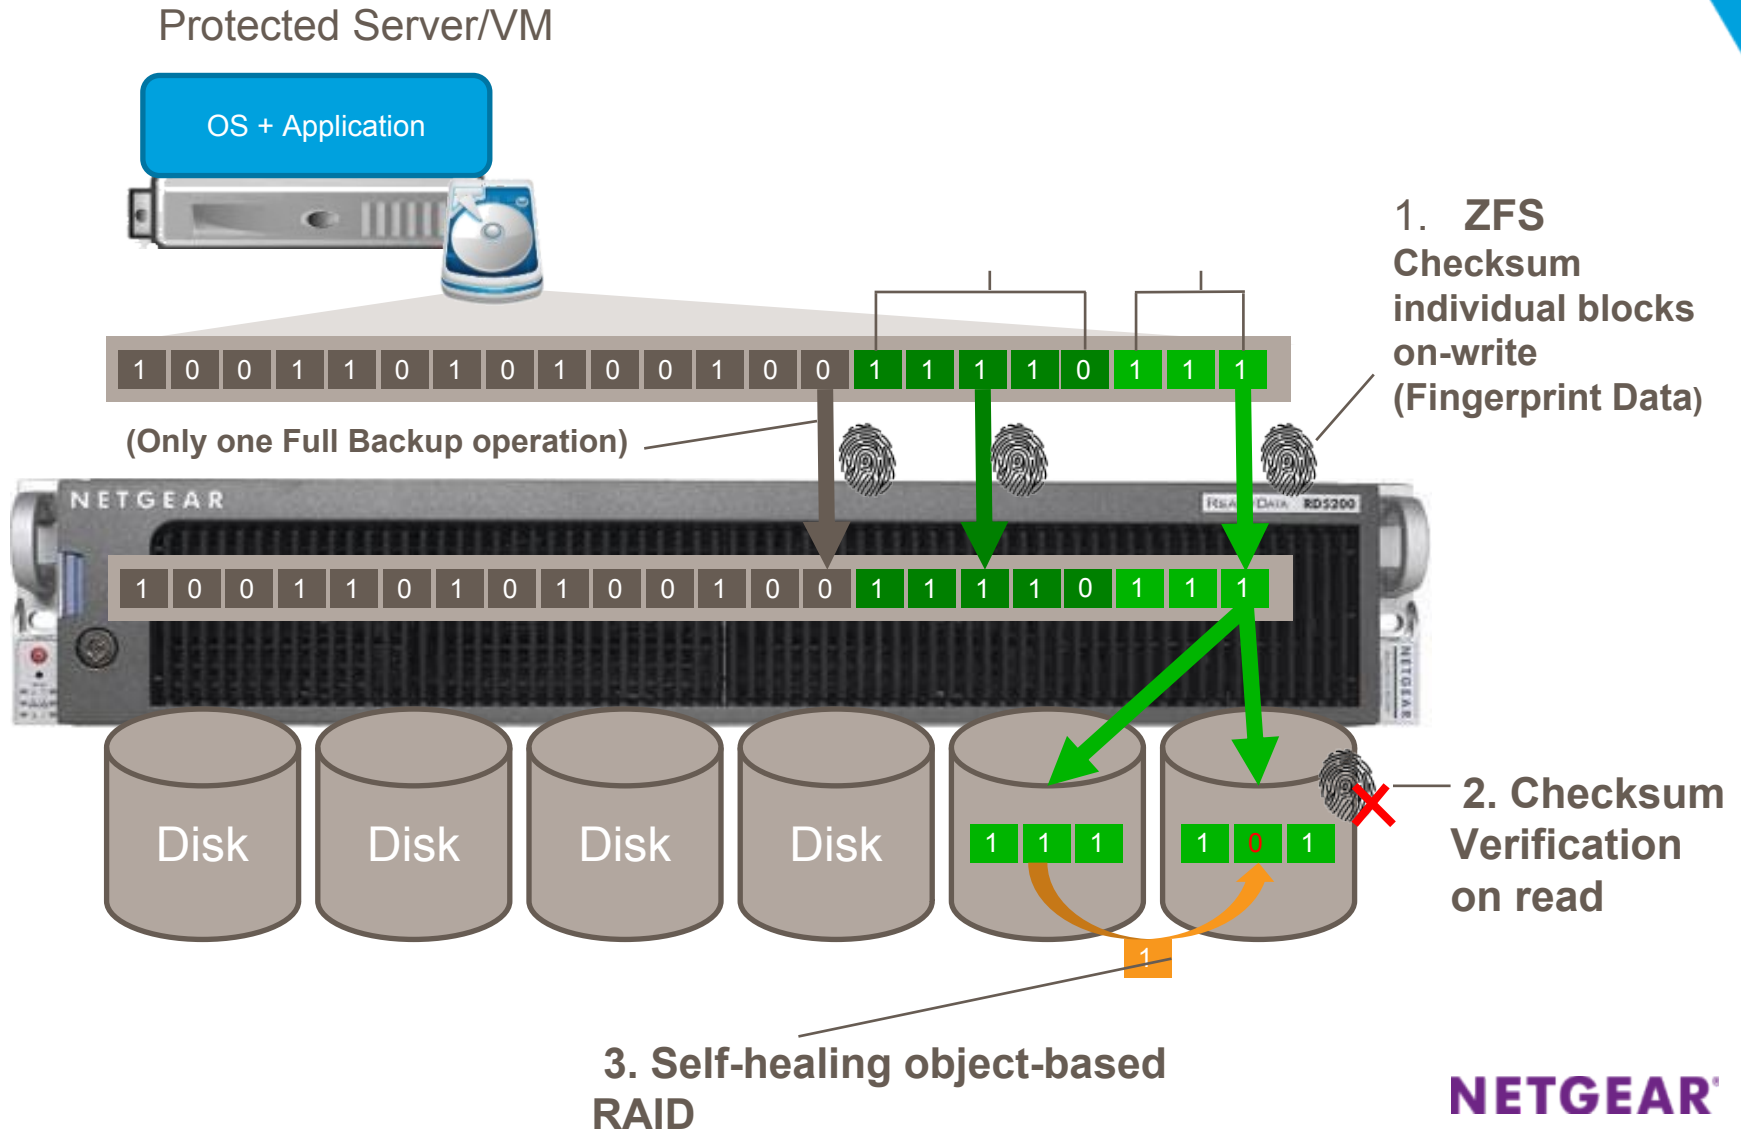 Protected Server/VM
OS + Application
1. ZFS
Checksum
individual blocks
on-write
(Fingerprint Data)
1 0 0 1 1 0 1 0 1 0 0 1 0 0 1 1 1 1 0 1 1 1
(Only one Full Backup operation)
NETGEAR
RD5200
1 0 0 1 1 0 1 0 1 0 0 1 0 0 1 1 1 1 0 1 1 1
NETGEAR
Disk
Disk
Disk
Disk
1 1 1
1 0 1
2. Checksum
Verification
on read
1
3. Self-healing object-based
RAID
NETGEAR